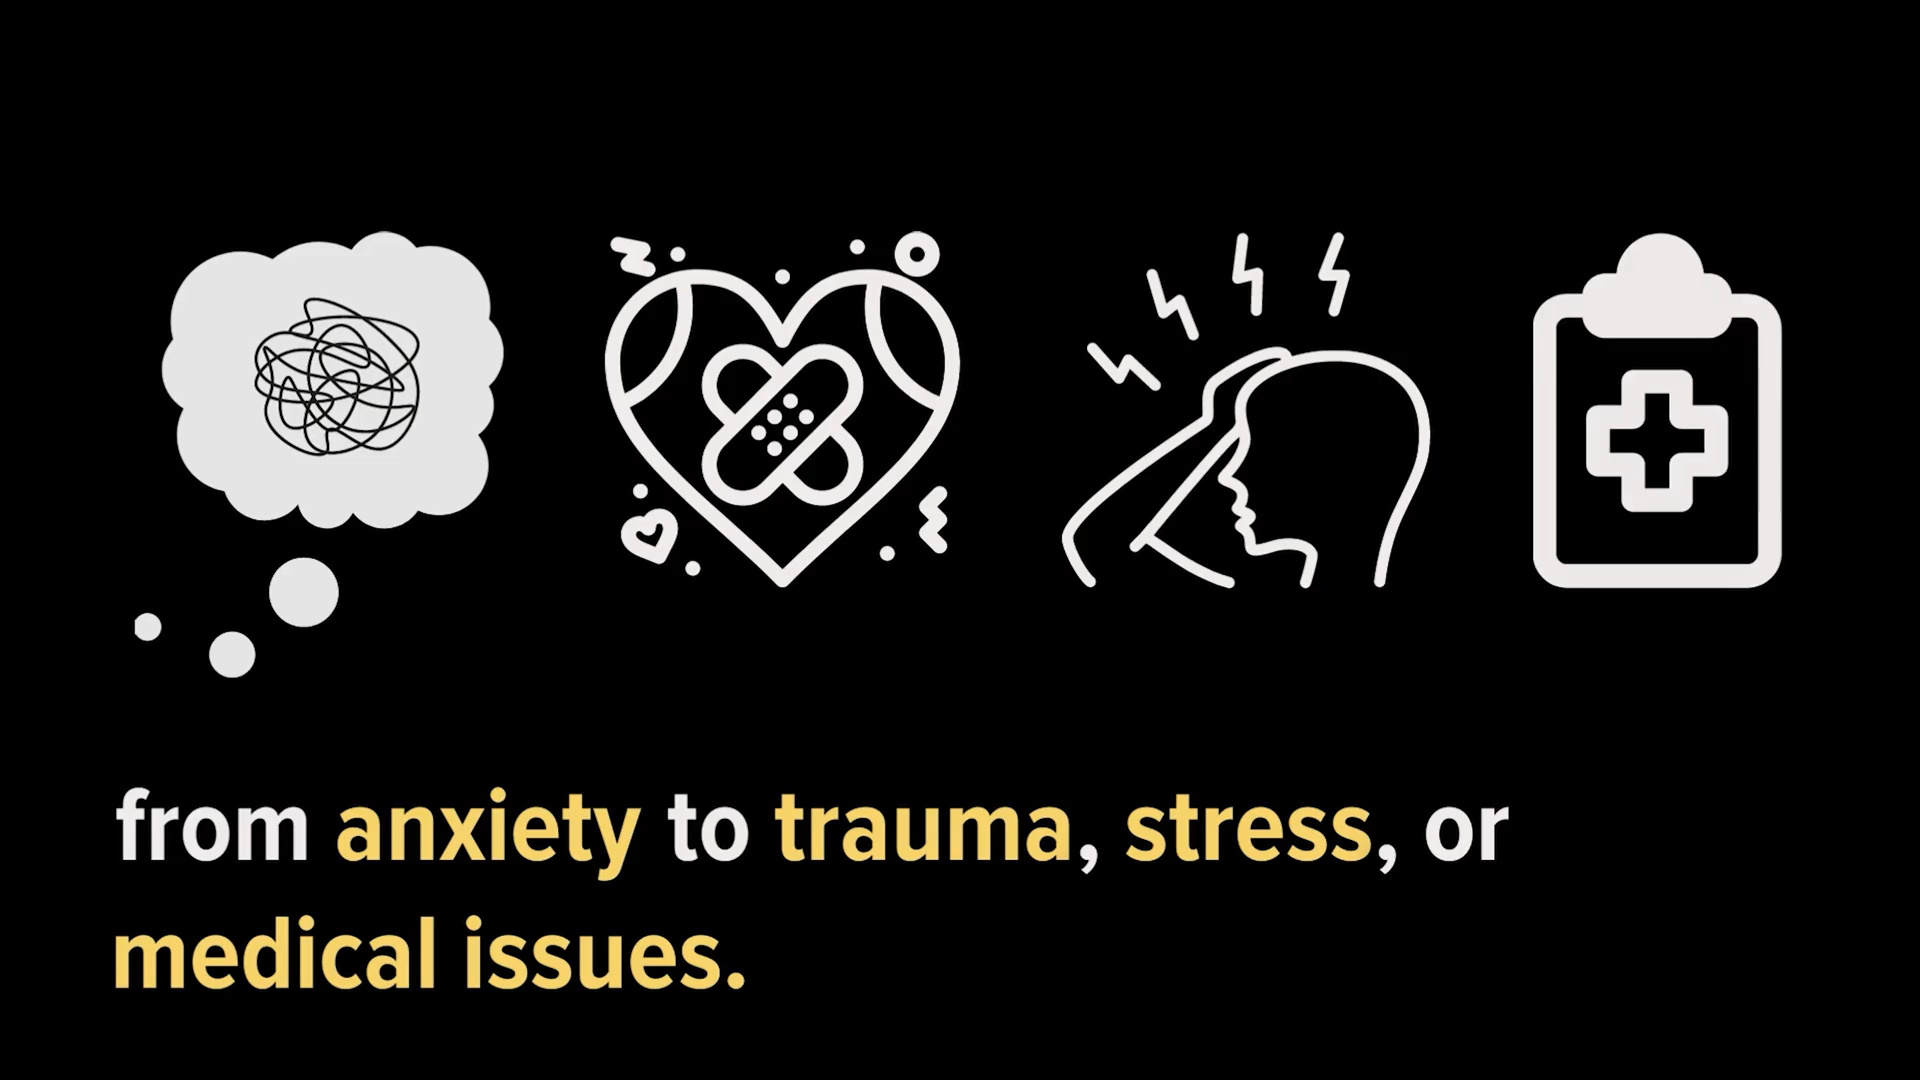 from anxiety to trauma, stress, or
medical issues.